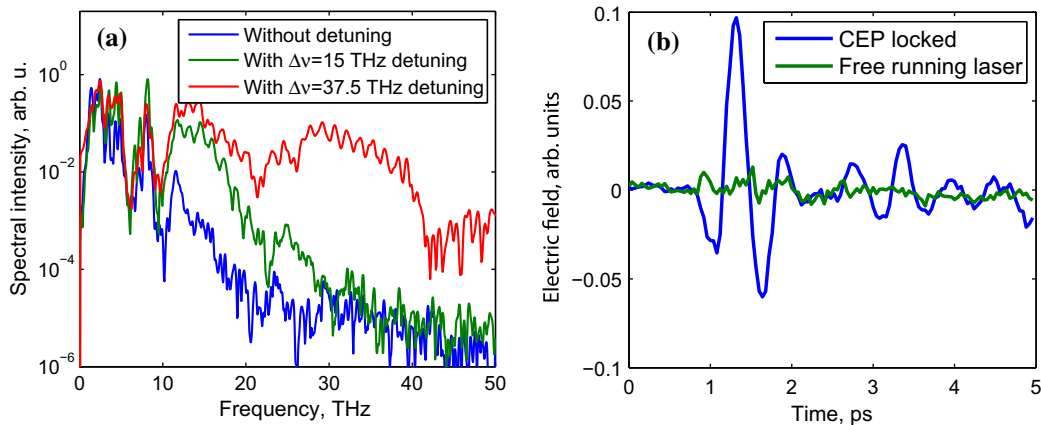 (a)
Without detuning
With Δν=15 THz detuning
With Δν=37.5 THz detuning
Spectral intensity, arb. u.
10^0
10^-2
10^-4
10^-6
0 10 20 30 40 50
Frequency, THz
(b)
CEP locked
Free running laser
Electric field, arb. units
0.1
0.05
0
−0.05
−0.1
0 1 2 3 4 5
Time, ps